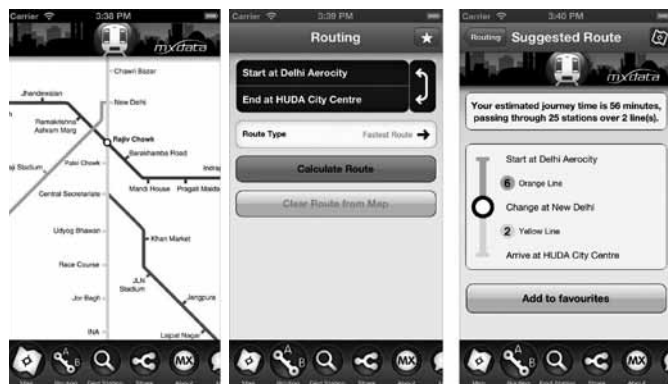 Carrier 3:38 PM
mxdata
Chawri Bazar
Jhandewalan
New Delhi
Ramakrishna
Ashram Marg
Rajiv Chowk
Barakhamba Road
Patel Chowk
Mandi House
Central Secretariate
Udyog Bhawan
Khan Market
Race Course
JLN
Stadium
Jor Bagh
Jangpura
INA
Lajpat Nagar
A
B
MX
Carrier 3:39 PM
Routing
Start at Delhi Aerocity
End at HUDA City Centre
Route Type Fastest Route
Calculate Route
Clear Route from Map
A
B
MX
Carrier 3:40 PM
Routing Suggested Route
mxdata
Your estimated journey time is 56 minutes,
passing through 25 stations over 2 line(s).
Start at Delhi Aerocity
6 Orange Line
Change at New Delhi
2 Yellow Line
Arrive at HUDA City Centre
Add to favourites
A
B
MX